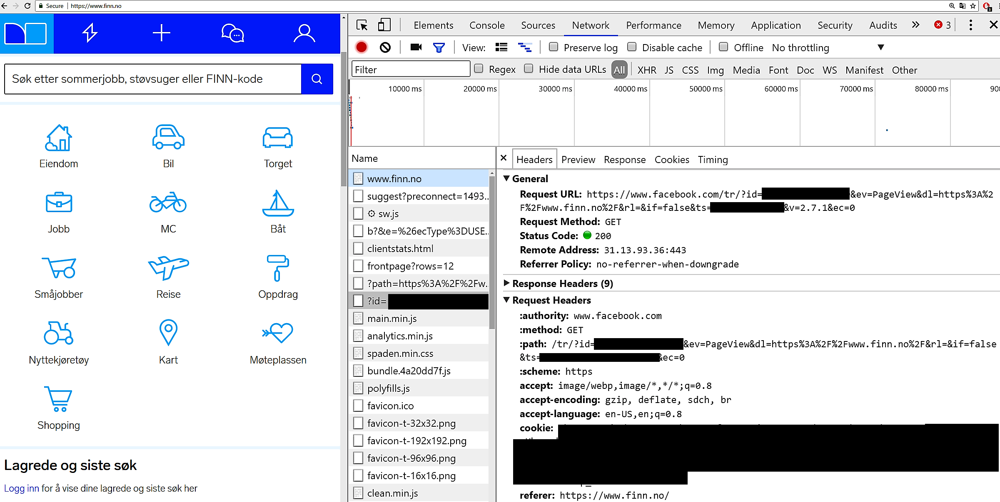 Secure https://www.finn.no
3
Søk etter sommerjobb, støvsuger eller FINN-kode
Eiendom Bil Torget
Jobb MC Båt
Småjobber Reise Oppdrag
Nyttekjøretøy Kart Møteplassen
Shopping
Lagrede og siste søk
Logg inn for å vise dine lagrede og siste søk her
Elements Console Sources Network Performance Memory Application Security Audits » 3
View: Preserve log Disable cache Offline No throttling
Filter Regex Hide data URLs All XHR JS CSS Img Media Font Doc WS Manifest Other
10000 ms 20000 ms 30000 ms 40000 ms 50000 ms 60000 ms 70000 ms 80000 ms 900
Name
www.finn.no
suggest?preconnect=1493...
sw.js
b?&e=%26ecType%3DUSE...
clientstats.html
frontpage?rows=12
?path=https%3A%2F%2Fw...
?id=
main.min.js
analytics.min.js
spaden.min.css
bundle.4a20dd7f.js
polyfills.js
favicon.ico
favicon-t-32x32.png
favicon-t-192x192.png
favicon-t-96x96.png
favicon-t-16x16.png
clean.min.js
Headers Preview Response Cookies Timing
General
Request URL: https://www.facebook.com/tr/?id= &ev=PageView&dl=https%3A%2
F%2Fwww.finn.no%2F&rl=&if=false&ts= &v=2.7.1&ec=0
Request Method: GET
Status Code: 200
Remote Address: 31.13.93.36:443
Referrer Policy: no-referrer-when-downgrade
Response Headers (9)
Request Headers
:authority: www.facebook.com
:method: GET
:path: /tr/?id= &ev=PageView&dl=https%3A%2F%2Fwww.finn.no%2F&rl=&if=false
&ts= &ec=0
:scheme: https
accept: image/webp,image/*,*/*;q=0.8
accept-encoding: gzip, deflate, sdch, br
accept-language: en-US,en;q=0.8
cookie:
referer: https://www.finn.no/